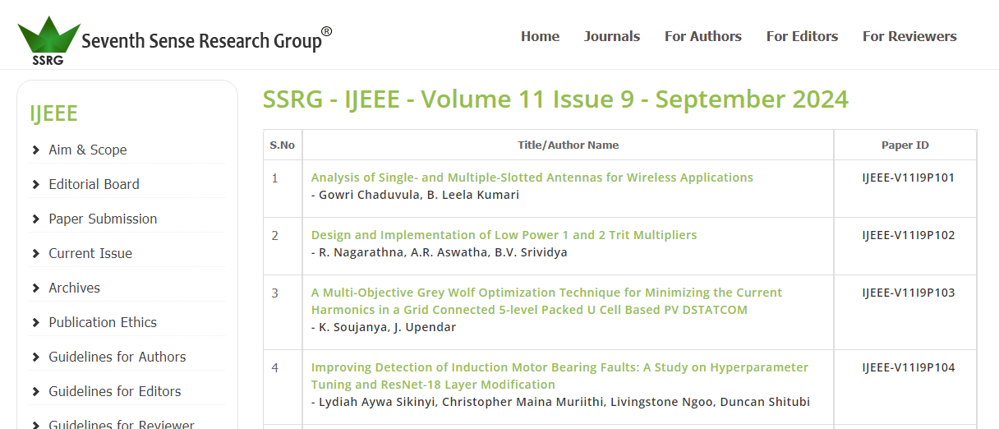 SSRG
Seventh Sense Research Group®
Home
Journals
For Authors
For Editors
For Reviewers
IJEEE
Aim & Scope
Editorial Board
Paper Submission
Current Issue
Archives
Publication Ethics
Guidelines for Authors
Guidelines for Editors
Guidelines for Reviewer
SSRG - IJEEE - Volume 11 Issue 9 - September 2024
S.No Title/Author Name Paper ID
1 Analysis of Single- and Multiple-Slotted Antennas for Wireless Applications IJEEE-V11I9P101
- Gowri Chaduvula, B. Leela Kumari
2 Design and Implementation of Low Power 1 and 2 Trit Multipliers IJEEE-V11I9P102
- R. Nagarathna, A.R. Aswatha, B.V. Srividya
3 A Multi-Objective Grey Wolf Optimization Technique for Minimizing the Current IJEEE-V11I9P103
Harmonics in a Grid Connected 5-level Packed U Cell Based PV DSTATCOM
- K. Soujanya, J. Upendar
4 Improving Detection of Induction Motor Bearing Faults: A Study on Hyperparameter IJEEE-V11I9P104
Tuning and ResNet-18 Layer Modification
- Lydiah Aywa Sikinyi, Christopher Maina Muriithi, Livingstone Ngoo, Duncan Shitubi